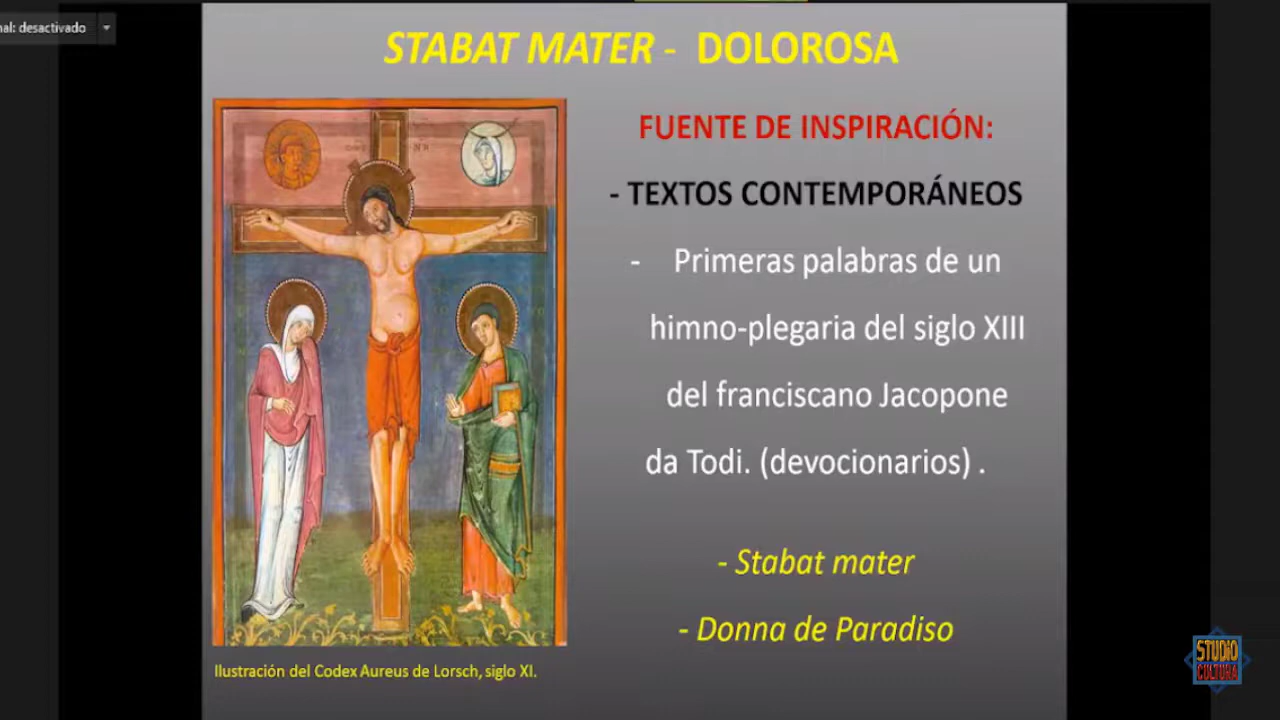 nal: desactivado
STABAT MATER - DOLOROSA
FUENTE DE INSPIRACIÓN:
- TEXTOS CONTEMPORÁNEOS
- Primeras palabras de un
himno-plegaria del siglo XIII
del franciscano Jacopone
da Todi. (devocionarios) .
- Stabat mater
- Donna de Paradiso
Ilustración del Codex Aureus de Lorsch, siglo XI.
STUDIO
CULTURA